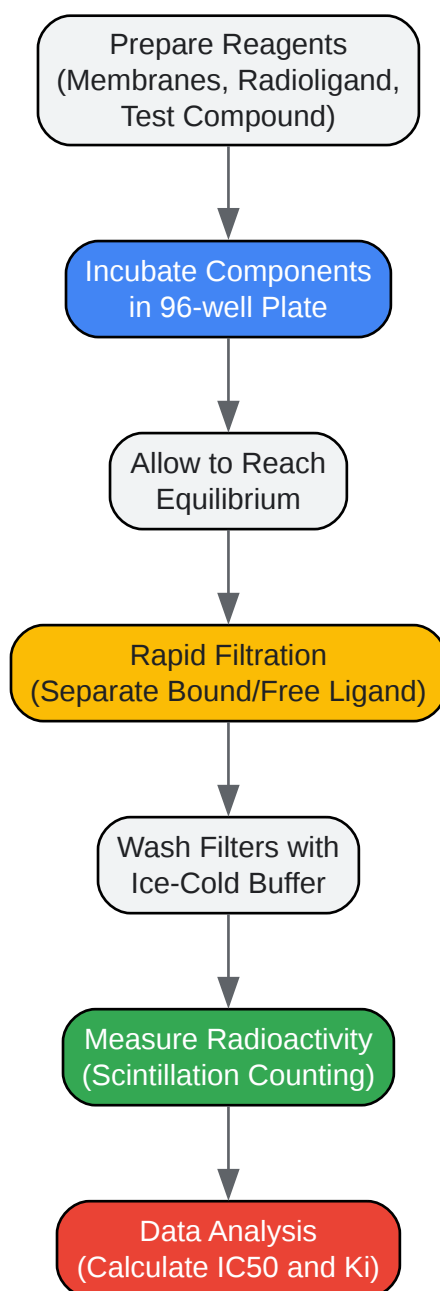 Prepare Reagents
(Membranes, Radioligand,
Test Compound)
Incubate Components
in 96-well Plate
Allow to Reach
Equilibrium
Rapid Filtration
(Separate Bound/Free Ligand)
Wash Filters with
Ice-Cold Buffer
Measure Radioactivity
(Scintillation Counting)
Data Analysis
(Calculate IC50 and Ki)